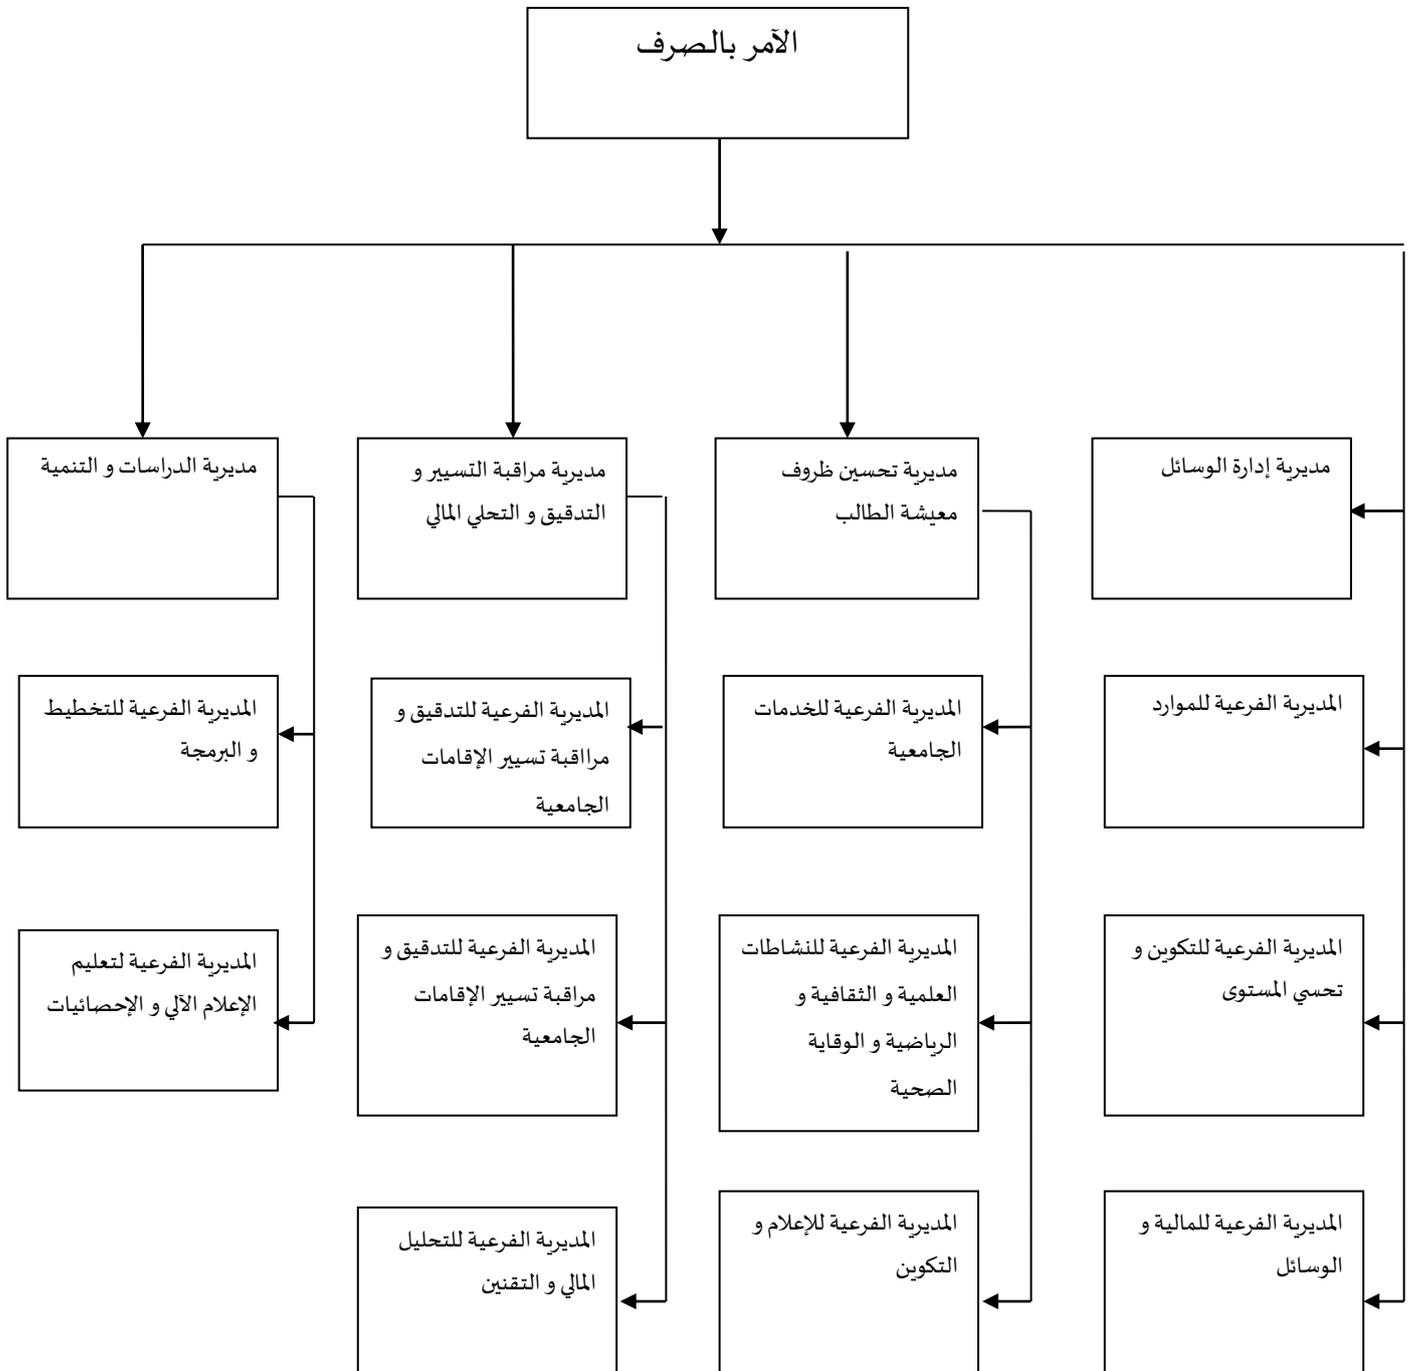 الآمر بالصرف
مديرية إدارة الوسائل
مديرية تحسين ظروف
معيشة الطالب
مديرية مراقبة التسيير و
التدقيق و التحلي المالي
مديرية الدراسات و التنمية
المديرية الفرعية للموارد
المديرية الفرعية للخدمات
الجامعية
المديرية الفرعية للتدقيق و
مرااقبة تسيير الإقامات
الجامعية
المديرية الفرعية للتخطيط
و البرمجة
المديرية الفرعية للتكوين و
تحسي المستوى
المديرية الفرعية للنشاطات
العلمية و الثقافية و
الرياضية و الوقاية
الصحية
المديرية الفرعية للتدقيق و
مراقبة تسيير الإقامات
الجامعية
المديرية الفرعية لتعليم
الإعلام الآلي و الإحصائيات
المديرية الفرعية للمالية و
الوسائل
المديرية الفرعية للإعلام و
التكوين
المديرية الفرعية للتحليل
المالي و التقنين